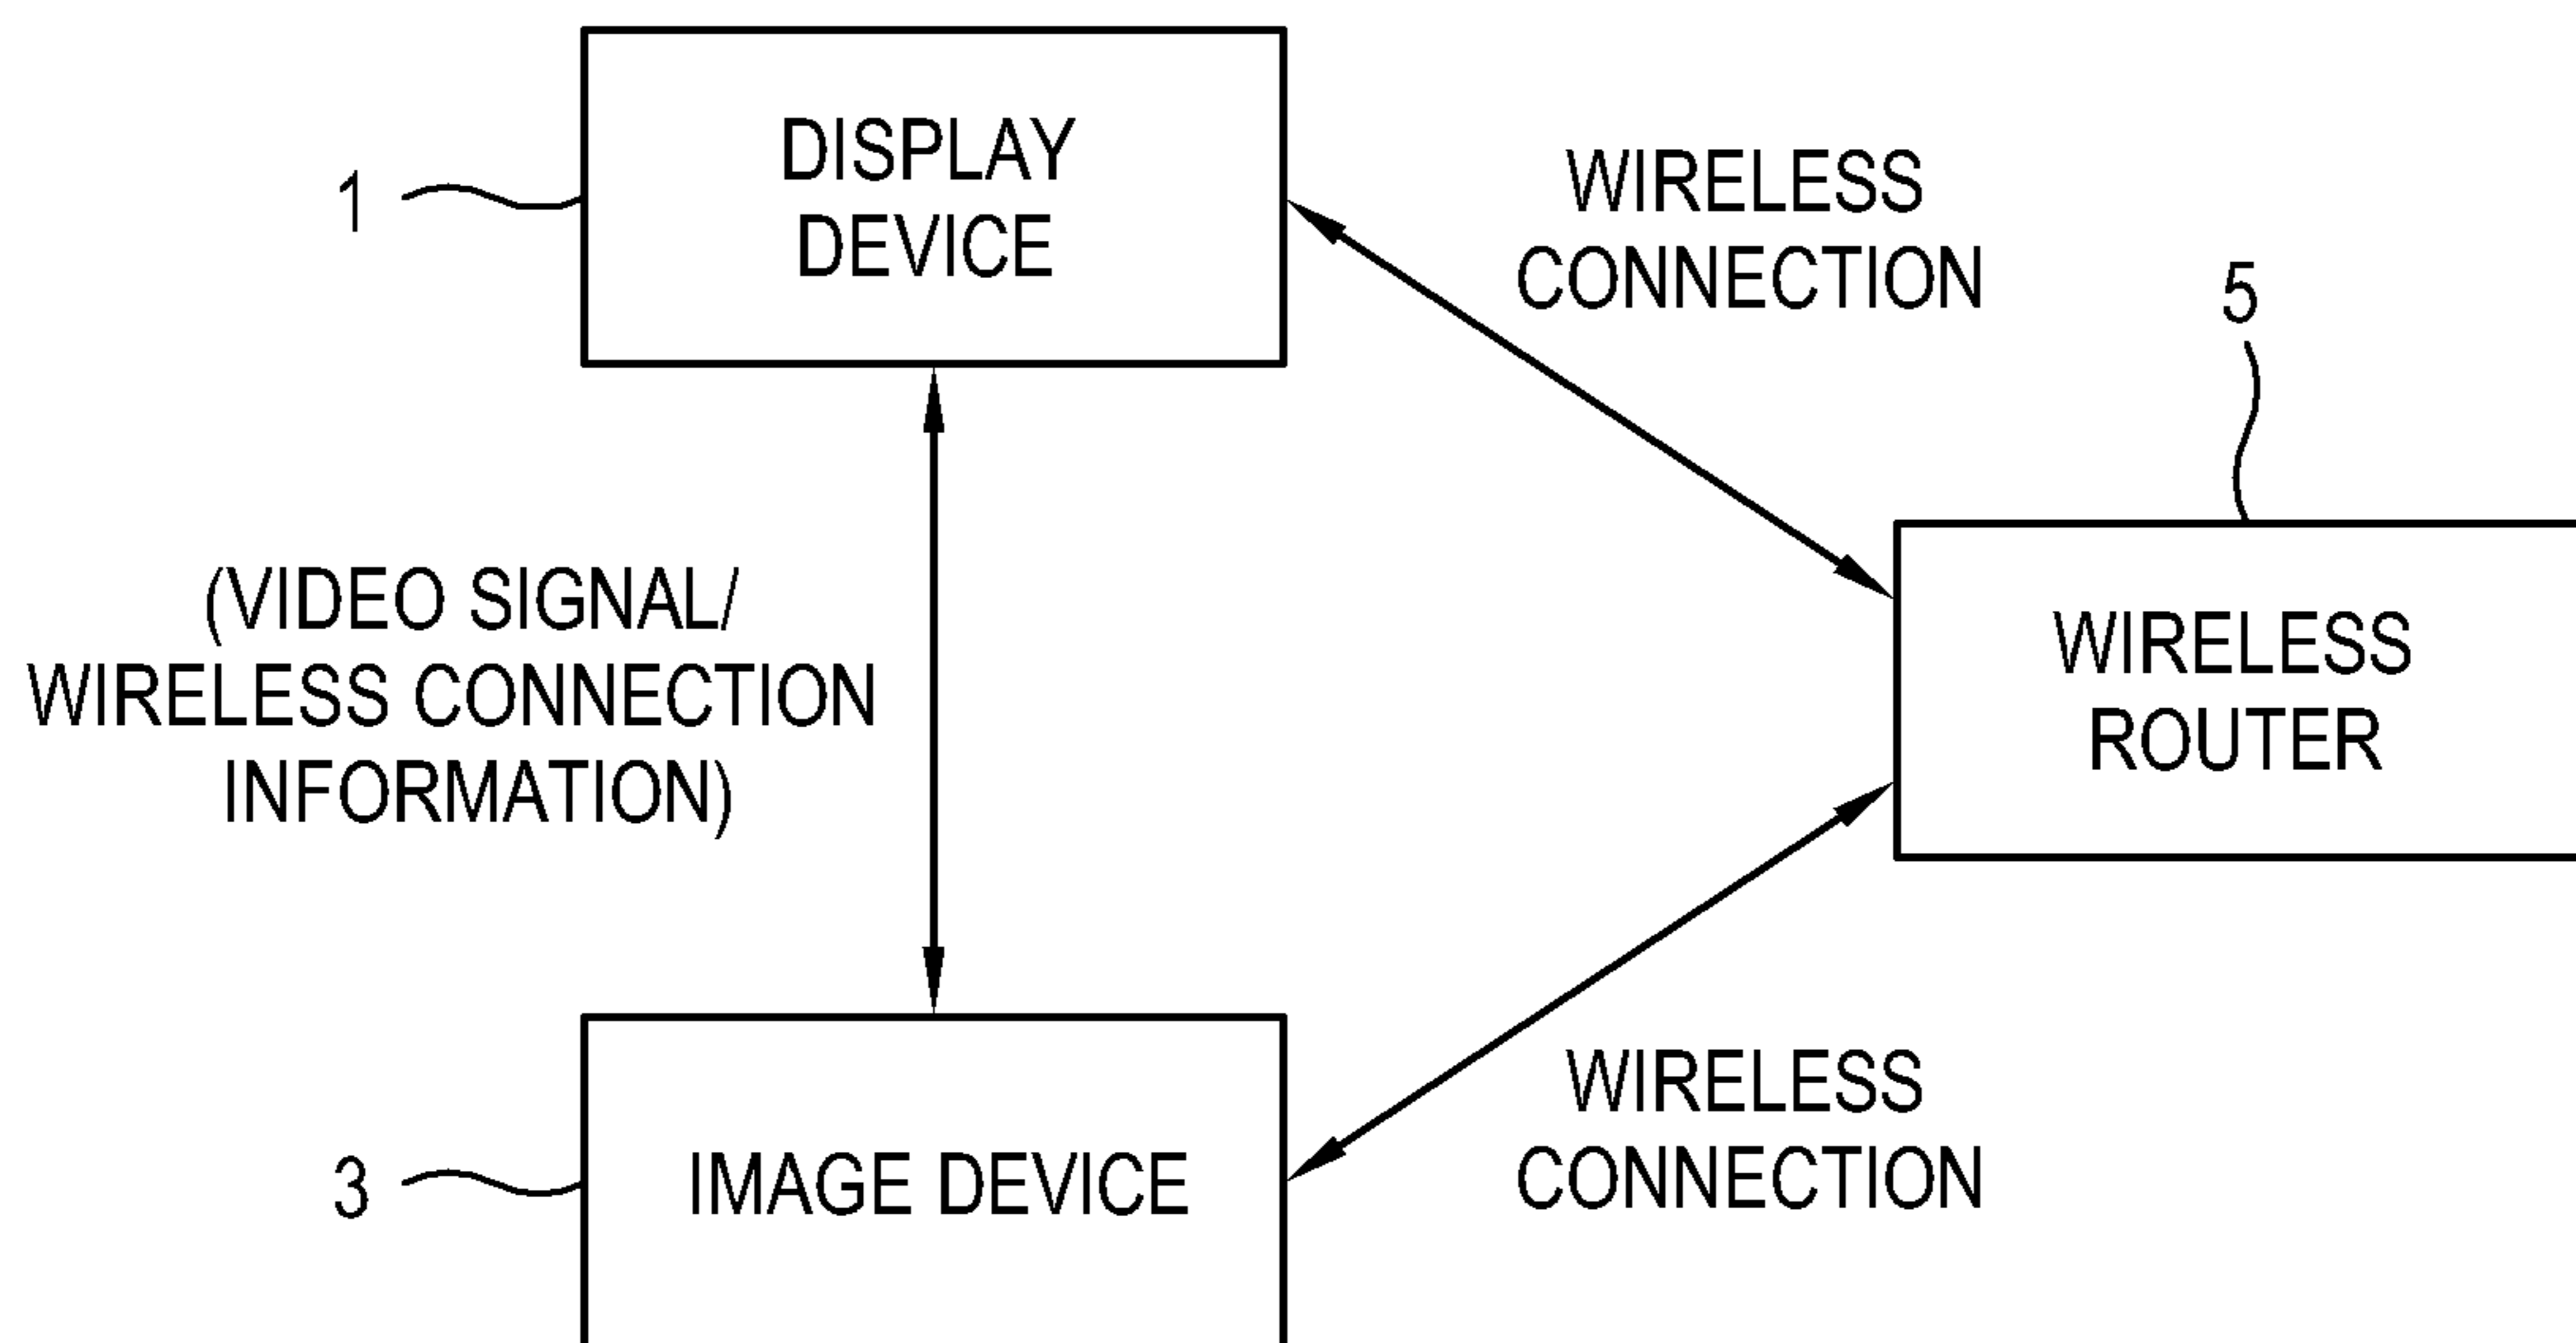 DISPLAY
DEVICE
1
WIRELESS
CONNECTION
5
(VIDEO SIGNAL/
WIRELESS CONNECTION
INFORMATION)
WIRELESS
ROUTER
3
IMAGE DEVICE
WIRELESS
CONNECTION